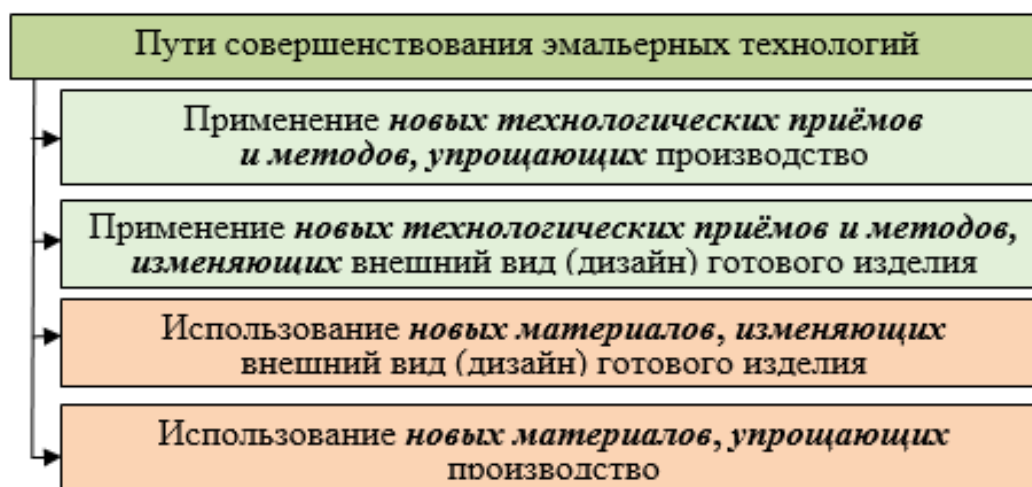 Пути совершенствования эмальерных технологий
Применение новых технологических приёмов
и методов, упрощающих производство
Применение новых технологических приёмов и методов,
изменяющих внешний вид (дизайн) готового изделия
Использование новых материалов, изменяющих
внешний вид (дизайн) готового изделия
Использование новых материалов, упрощающих
производство